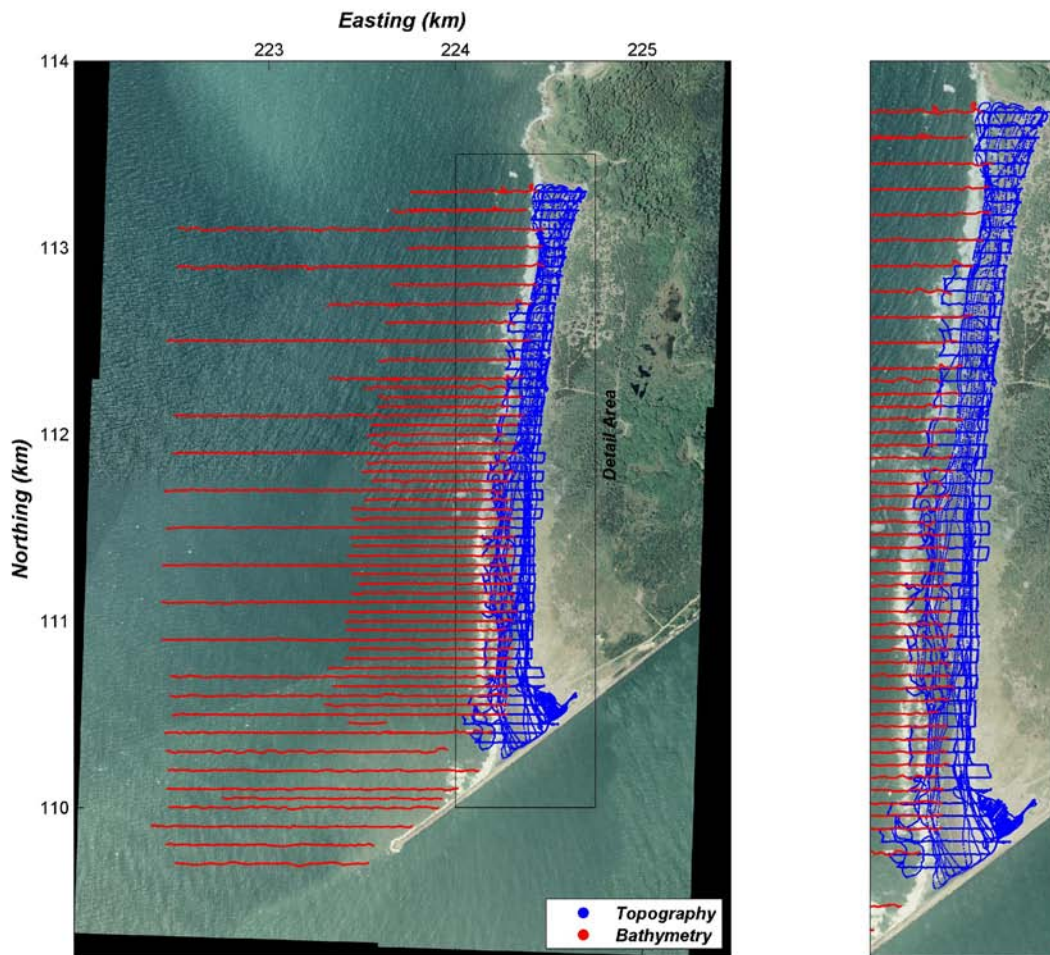 Easting (km)
223 224 225
114
113
112
111
110
Northing (km)
Detail Area
Topography
Bathymetry